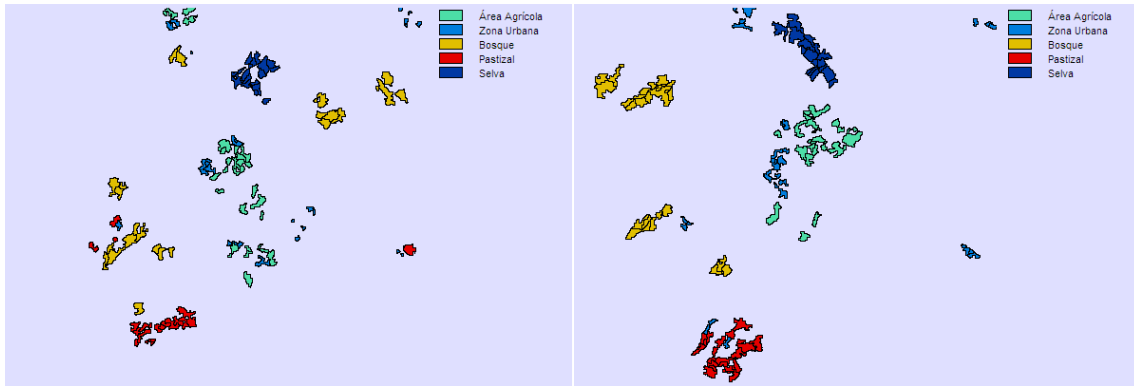 Área Agrícola
Zona Urbana
Bosque
Pastizal
Selva
Área Agrícola
Zona Urbana
Bosque
Pastizal
Selva